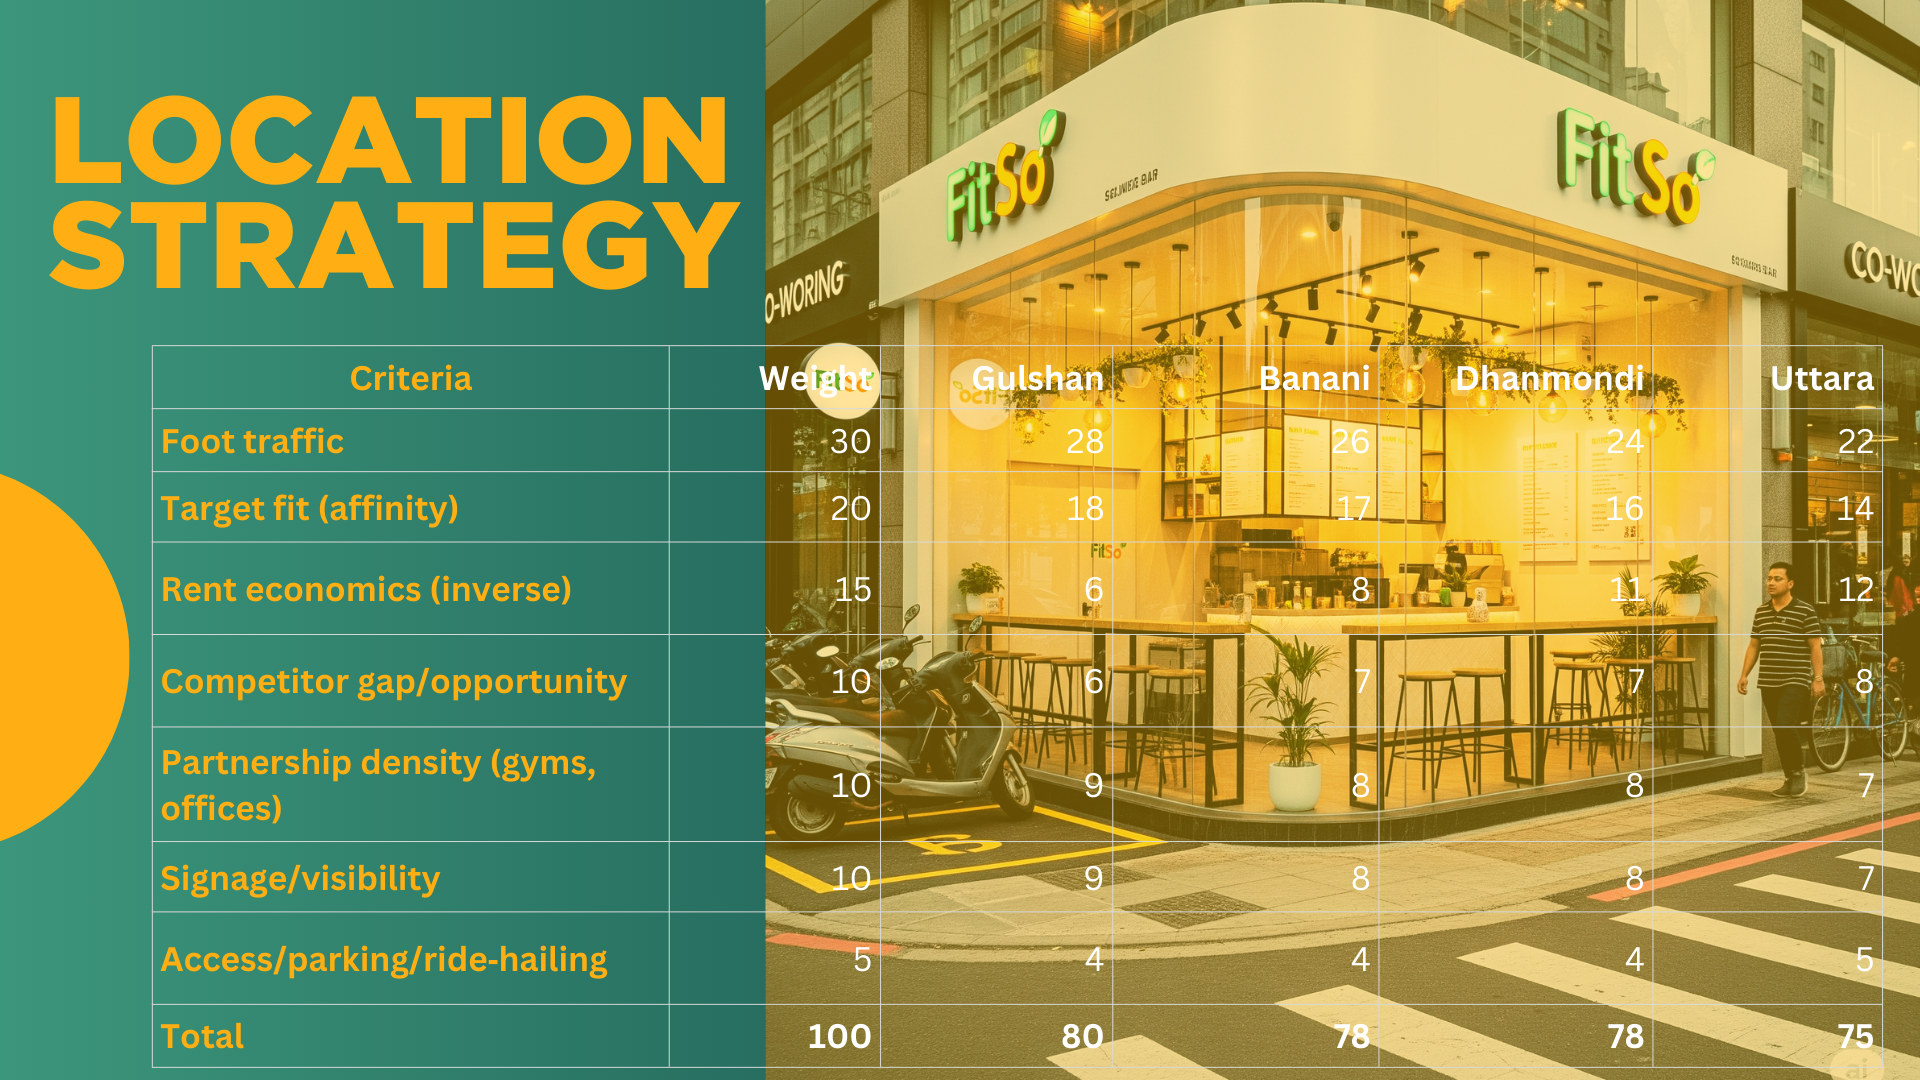 LOCATION
STRATEGY
FitSo
FitSo
O-WORING
CO-WO
Criteria Weight Gulshan Banani Dhanmondi Uttara
Foot traffic 30 28 26 24 22
Target fit (affinity) 20 18 17 16 14
FitSo
Rent economics (inverse) 15 6 8 11 12
Competitor gap/opportunity 10 6 7 7 8
Partnership density (gyms,
offices) 10 9 8 8 7
Signage/visibility 10 9 8 8 7
Access/parking/ride-hailing 5 4 4 4 5
Total 100 80 78 78 75
ai